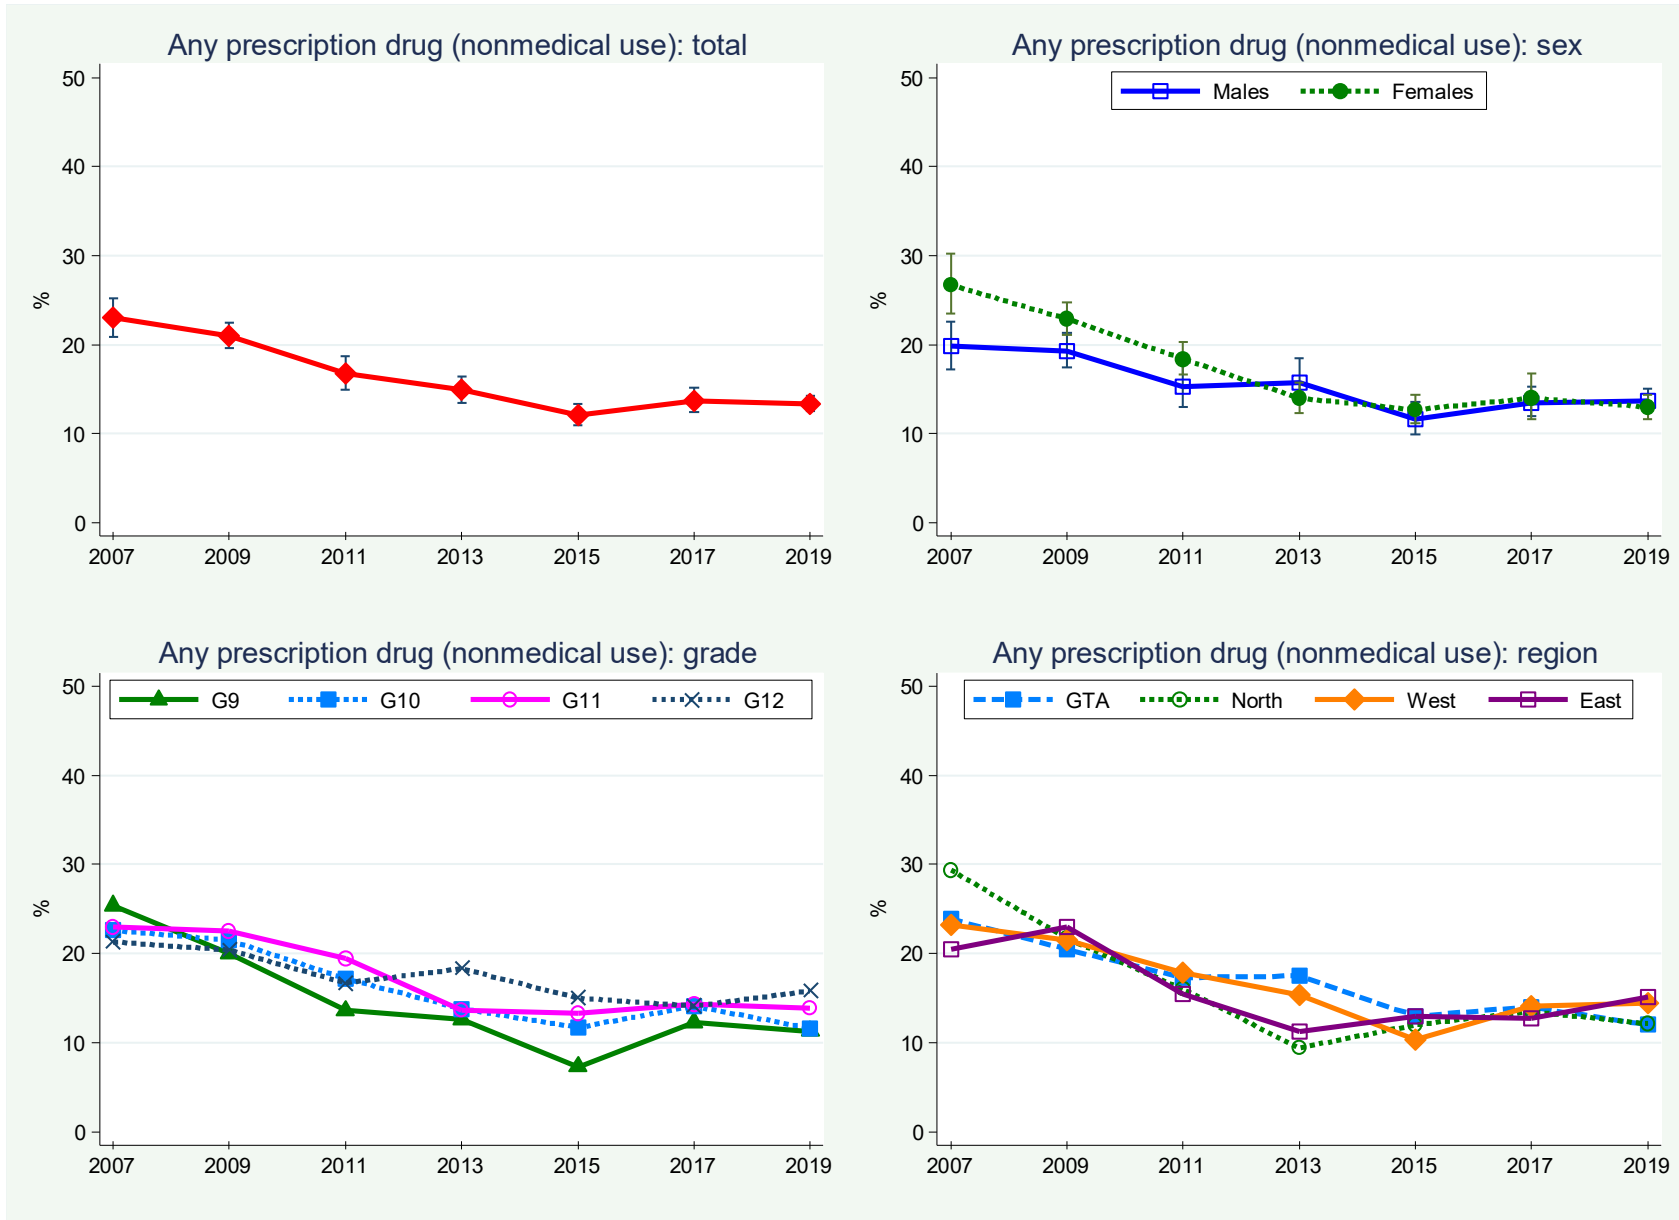 Any prescription drug (nonmedical use): total
50
40
30
20
10
0
%
2007 2009 2011 2013 2015 2017 2019
Any prescription drug (nonmedical use): sex
Males Females
50
40
30
20
10
0
%
2007 2009 2011 2013 2015 2017 2019
Any prescription drug (nonmedical use): grade
G9 G10 G11 G12
50
40
30
20
10
0
%
2007 2009 2011 2013 2015 2017 2019
Any prescription drug (nonmedical use): region
GTA North West East
50
40
30
20
10
0
%
2007 2009 2011 2013 2015 2017 2019